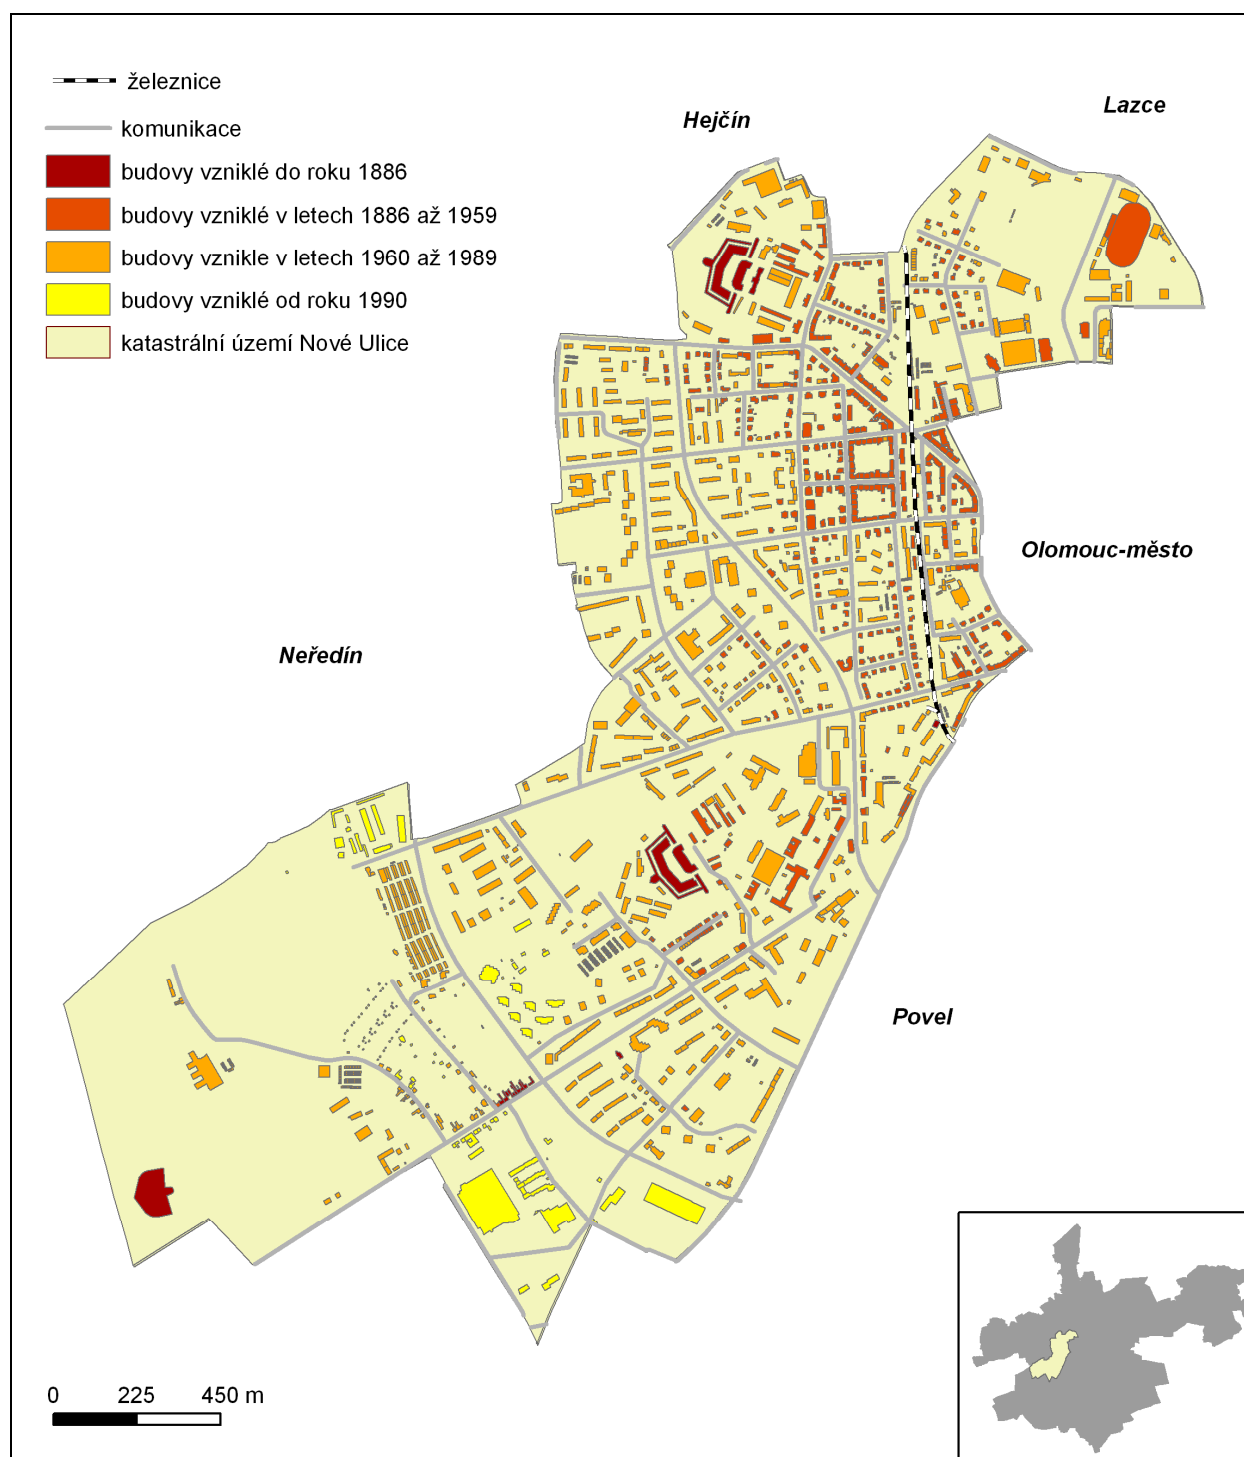 železnice
komunikace
budovy vzniklé do roku 1886
budovy vzniklé v letech 1886 až 1959
budovy vznikle v letech 1960 až 1989
budovy vzniklé od roku 1990
katastrální území Nové Ulice
Hejčín
Lazce
Olomouc-město
Neředín
Povel
0 225 450 m